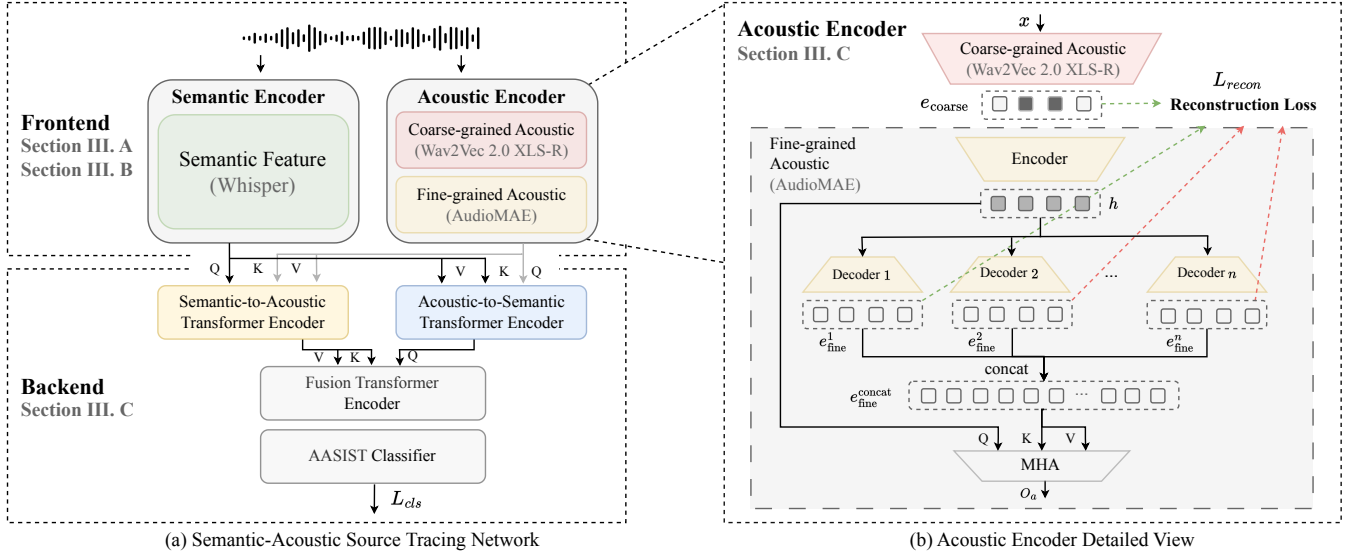 Frontend
Section III. A
Section III. B
Semantic Encoder
Semantic Feature
(Whisper)
Acoustic Encoder
Coarse-grained Acoustic
(Wav2Vec 2.0 XLS-R)
Fine-grained Acoustic
(AudioMAE)
Q K V V K Q
Semantic-to-Acoustic
Transformer Encoder
Acoustic-to-Semantic
Transformer Encoder
V K Q
Backend
Section III. C
Fusion Transformer
Encoder
AASIST Classifier
L_cls
(a) Semantic-Acoustic Source Tracing Network
Acoustic Encoder
Section III. C
x
Coarse-grained Acoustic
(Wav2Vec 2.0 XLS-R)
e_coarse
L_recon
Reconstruction Loss
Fine-grained
Acoustic
(AudioMAE)
Encoder
h
Decoder 1
Decoder 2
...
Decoder n
e^1_fine
e^2_fine
e^n_fine
concat
e^concat_fine
...
Q K V
MHA
O_a
(b) Acoustic Encoder Detailed View